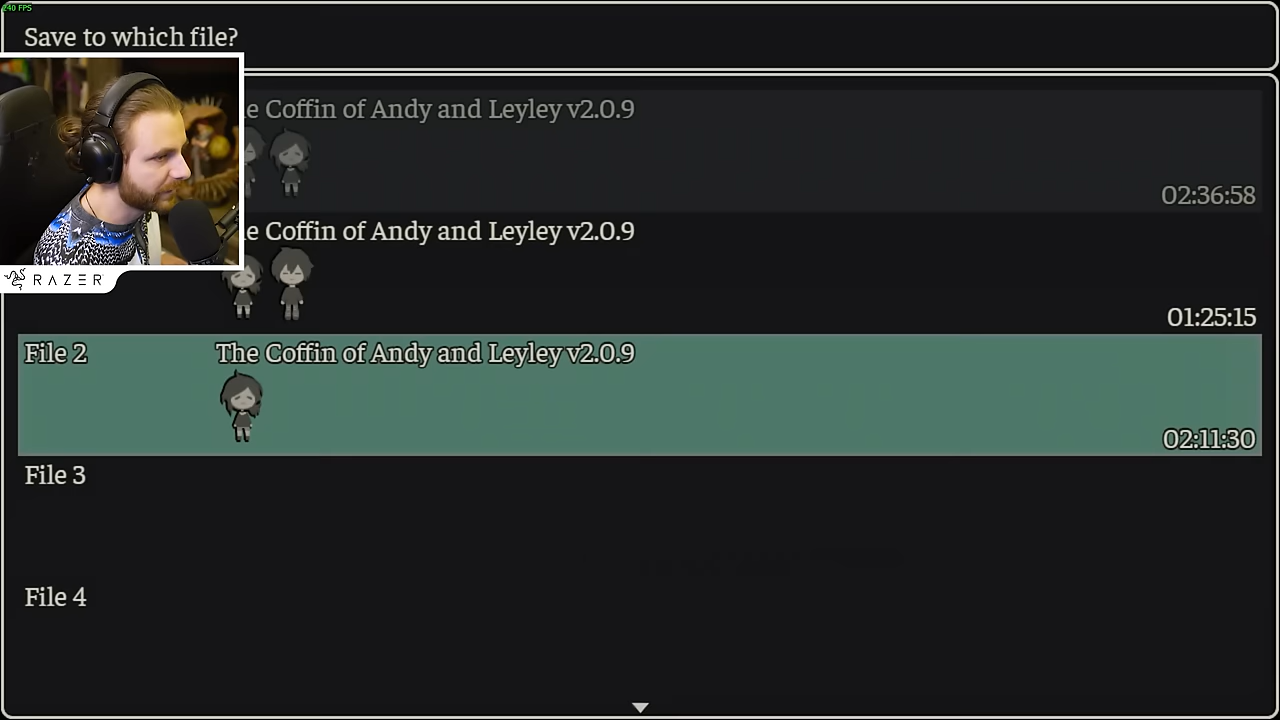 240 FPS
Save to which file?
e Coffin of Andy and Leyley v2.0.9
02:36:58
e Coffin of Andy and Leyley v2.0.9
RAZER
01:25:15
File 2 The Coffin of Andy and Leyley v2.0.9
02:11:30
File 3
File 4